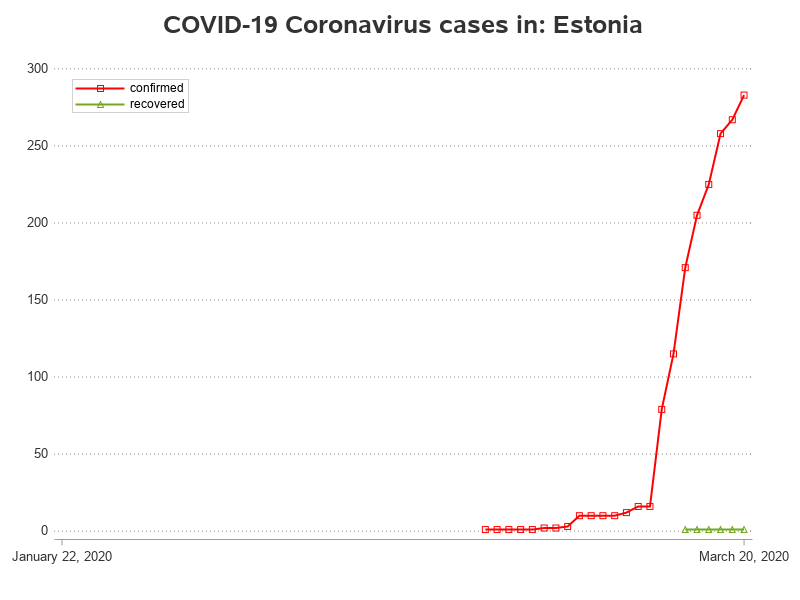 COVID-19 Coronavirus cases in: Estonia
300
confirmed
recovered
250
200
150
100
50
0
January 22, 2020
March 20, 2020